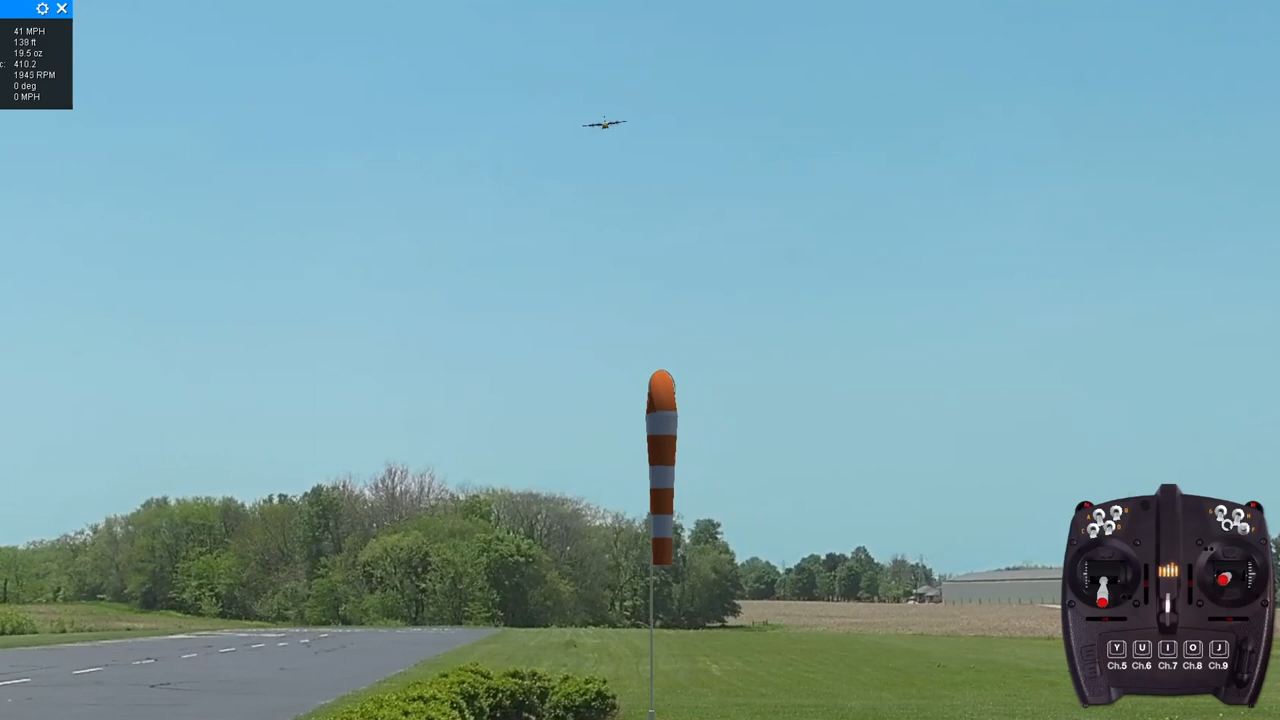 41 MPH
138 ft
19.5 oz
c: 410.2
1945 RPM
0 deg
0 MPH
Y U I O J
Ch.5 Ch.6 Ch.7 Ch.8 Ch.9